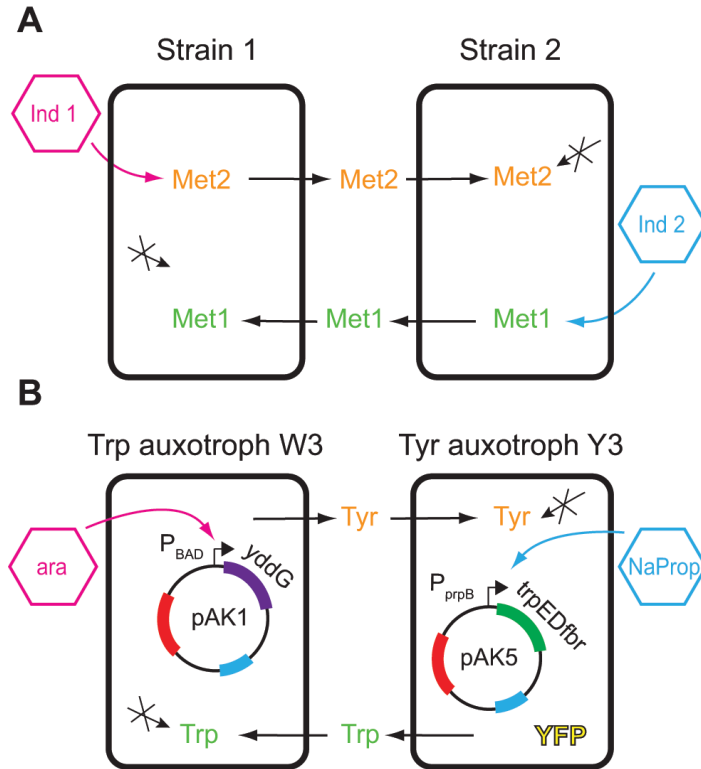 A
Strain 1 Strain 2
Ind 1
Met2 Met2 Met2
Ind 2
Met1 Met1 Met1
B
Trp auxotroph W3 Tyr auxotroph Y3
Tyr Tyr
ara PBAD yddG NaProp
PprpB trpEDfbr
pAK1 pAK5
Trp Trp YFP